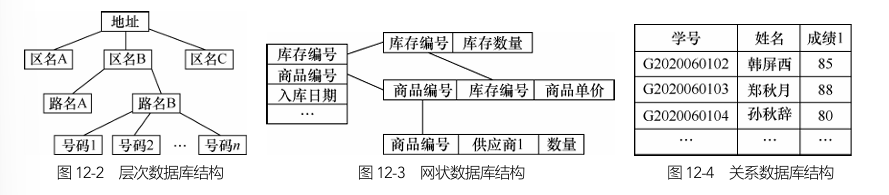 地址
区名A 区名B 区名C
路名A 路名B
号码1 号码2 … 号码n
图 12-2 层次数据库结构
库存编号
商品编号
入库日期
…
库存编号 库存数量
商品编号 库存编号 商品单价
商品编号 供应商1 数量
图 12-3 网状数据库结构
学号 姓名 成绩1
G2020060102 韩屏西 85
G2020060103 郑秋月 88
G2020060104 孙秋辞 80
… … …
图 12-4 关系数据库结构